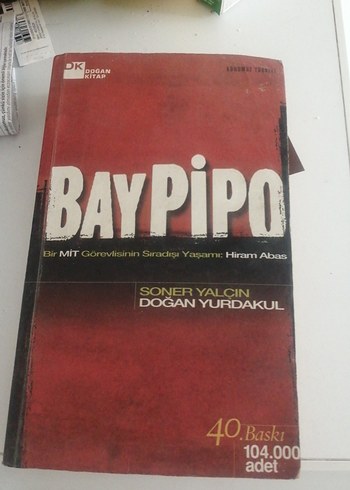 DK DOĞAN
KİTAP
BAYPİPO
Bir MİT Görevlisinin Sıradışı Yaşamı: Hiram Abas
SONER YALÇIN
DOĞAN YURDAKUL
40. Baskı
104.000
adet